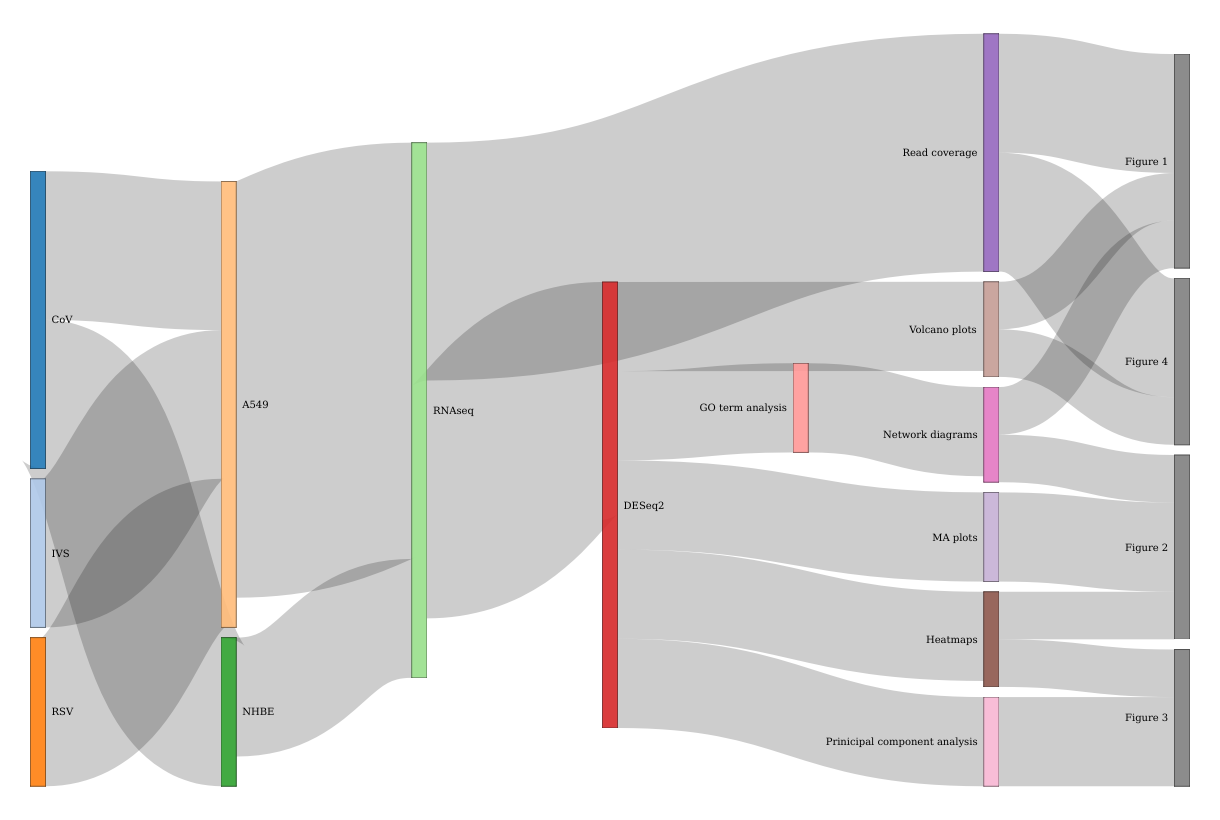 CoV
IVS
RSV
A549
NHBE
RNAseq
DESeq2
GO term analysis
Read coverage
Volcano plots
Network diagrams
MA plots
Heatmaps
Prinicipal component analysis
Figure 1
Figure 4
Figure 2
Figure 3